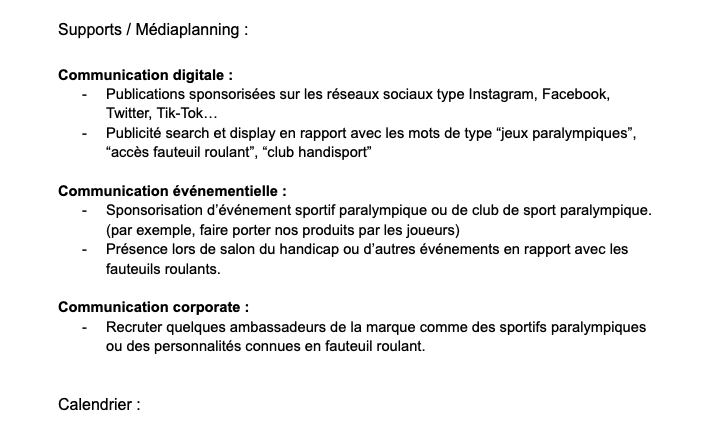 Supports / Médiaplanning :
Communication digitale :
- Publications sponsorisées sur les réseaux sociaux type Instagram, Facebook,
Twitter, Tik-Tok…
- Publicité search et display en rapport avec les mots de type “jeux paralympiques”,
“accès fauteuil roulant”, “club handisport”
Communication événementielle :
- Sponsorisation d’événement sportif paralympique ou de club de sport paralympique.
(par exemple, faire porter nos produits par les joueurs)
- Présence lors de salon du handicap ou d’autres événements en rapport avec les
fauteuils roulants.
Communication corporate :
- Recruter quelques ambassadeurs de la marque comme des sportifs paralympiques
ou des personnalités connues en fauteuil roulant.
Calendrier :